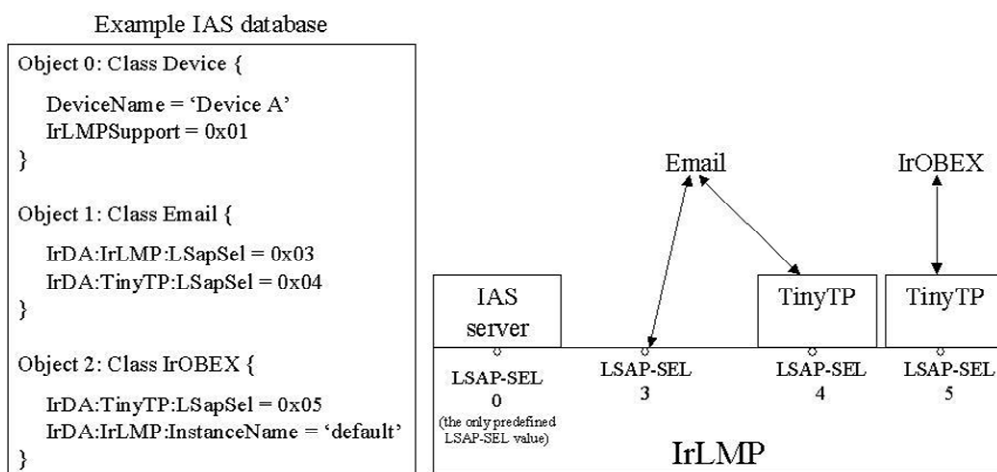 Example IAS database
Object 0: Class Device {
DeviceName = ‘Device A’
IrLMPSupport = 0x01
}
Object 1: Class Email {
IrDA:IrLMP:LSapSel = 0x03
IrDA:TinyTP:LSapSel = 0x04
}
Object 2: Class IrOBEX {
IrDA:TinyTP:LSapSel = 0x05
IrDA:IrLMP:InstanceName = ‘default’
}
Email
IrOBEX
IAS
server
TinyTP
TinyTP
LSAP-SEL
0
(the only predefined
LSAP-SEL value)
LSAP-SEL
3
LSAP-SEL
4
LSAP-SEL
5
IrLMP